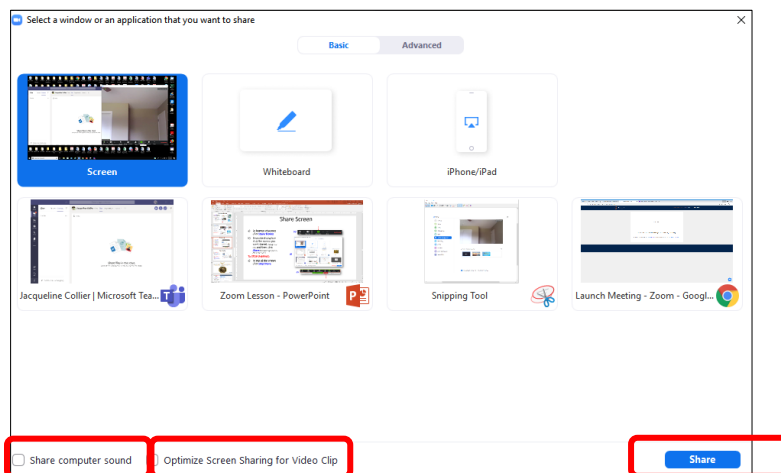 Select a window or an application that you want to share
Basic
Advanced
Screen
Whiteboard
iPhone/iPad
Share Screen
Jacqueline Collier | Microsoft Tea...
Zoom Lesson - PowerPoint
Snipping Tool
Launch Meeting - Zoom - Googl...
Share computer sound
Optimize Screen Sharing for Video Clip
Share